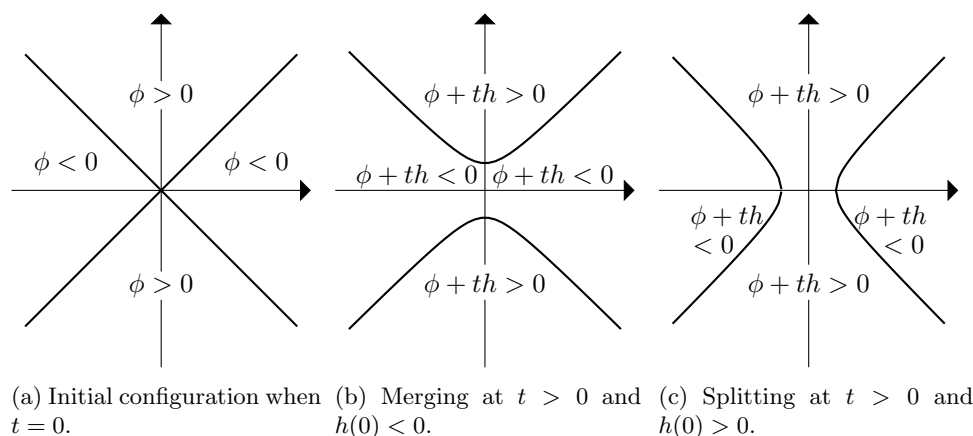 ϕ > 0
ϕ < 0
ϕ < 0
ϕ > 0
ϕ + th > 0
ϕ + th < 0
ϕ + th < 0
ϕ + th > 0
ϕ + th > 0
ϕ + th
< 0
ϕ + th
< 0
ϕ + th > 0
(a) Initial configuration when
t = 0.
(b) Merging at t > 0 and
h(0) < 0.
(c) Splitting at t > 0 and
h(0) > 0.